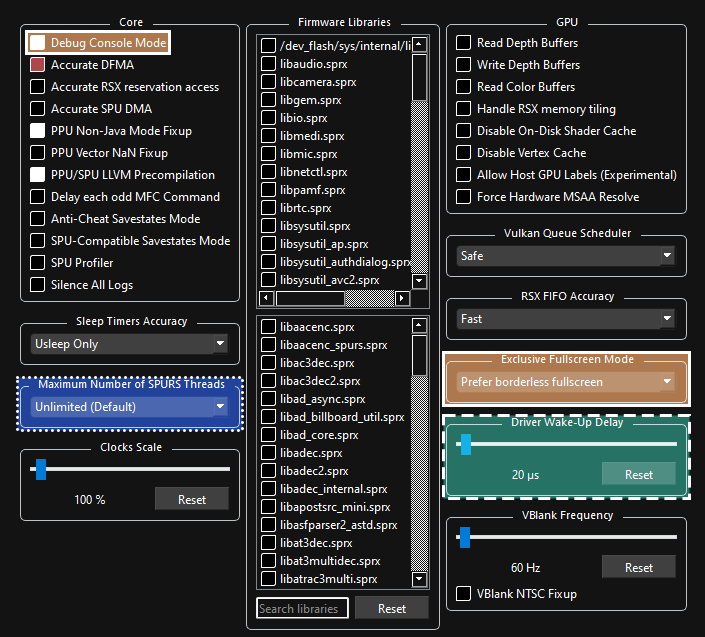 Core
Debug Console Mode
Accurate DFMA
Accurate RSX reservation access
Accurate SPU DMA
PPU Non-Java Mode Fixup
PPU Vector NaN Fixup
PPU/SPU LLVM Precompilation
Delay each odd MFC Command
Anti-Cheat Savestates Mode
SPU-Compatible Savestates Mode
SPU Profiler
Silence All Logs
Sleep Timers Accuracy
Usleep Only
Maximum Number of SPURS Threads
Unlimited (Default)
Clocks Scale
100 %
Reset
Firmware Libraries
/dev_flash/sys/internal/li
libaudio.sprx
libcamera.sprx
libgem.sprx
libio.sprx
libmedi.sprx
libmic.sprx
libnetctl.sprx
libpamf.sprx
librtc.sprx
libsysutil.sprx
libsysutil_ap.sprx
libsysutil_authdialog.sprx
libsysutil_avc2.sprx
libaacenc.sprx
libaacenc_spurs.sprx
libac3dec.sprx
libac3dec2.sprx
libad_async.sprx
libad_billboard_util.sprx
libad_core.sprx
libadec.sprx
libadec2.sprx
libadec_internal.sprx
libapostsrc_mini.sprx
libasfparser2_astd.sprx
libat3dec.sprx
libat3multidec.sprx
libatrac3multi.sprx
Search libraries
Reset
GPU
Read Depth Buffers
Write Depth Buffers
Read Color Buffers
Handle RSX memory tiling
Disable On-Disk Shader Cache
Disable Vertex Cache
Allow Host GPU Labels (Experimental)
Force Hardware MSAA Resolve
Vulkan Queue Scheduler
Safe
RSX FIFO Accuracy
Fast
Exclusive Fullscreen Mode
Prefer borderless fullscreen
Driver Wake-Up Delay
20 µs
Reset
VBlank Frequency
60 Hz
Reset
VBlank NTSC Fixup